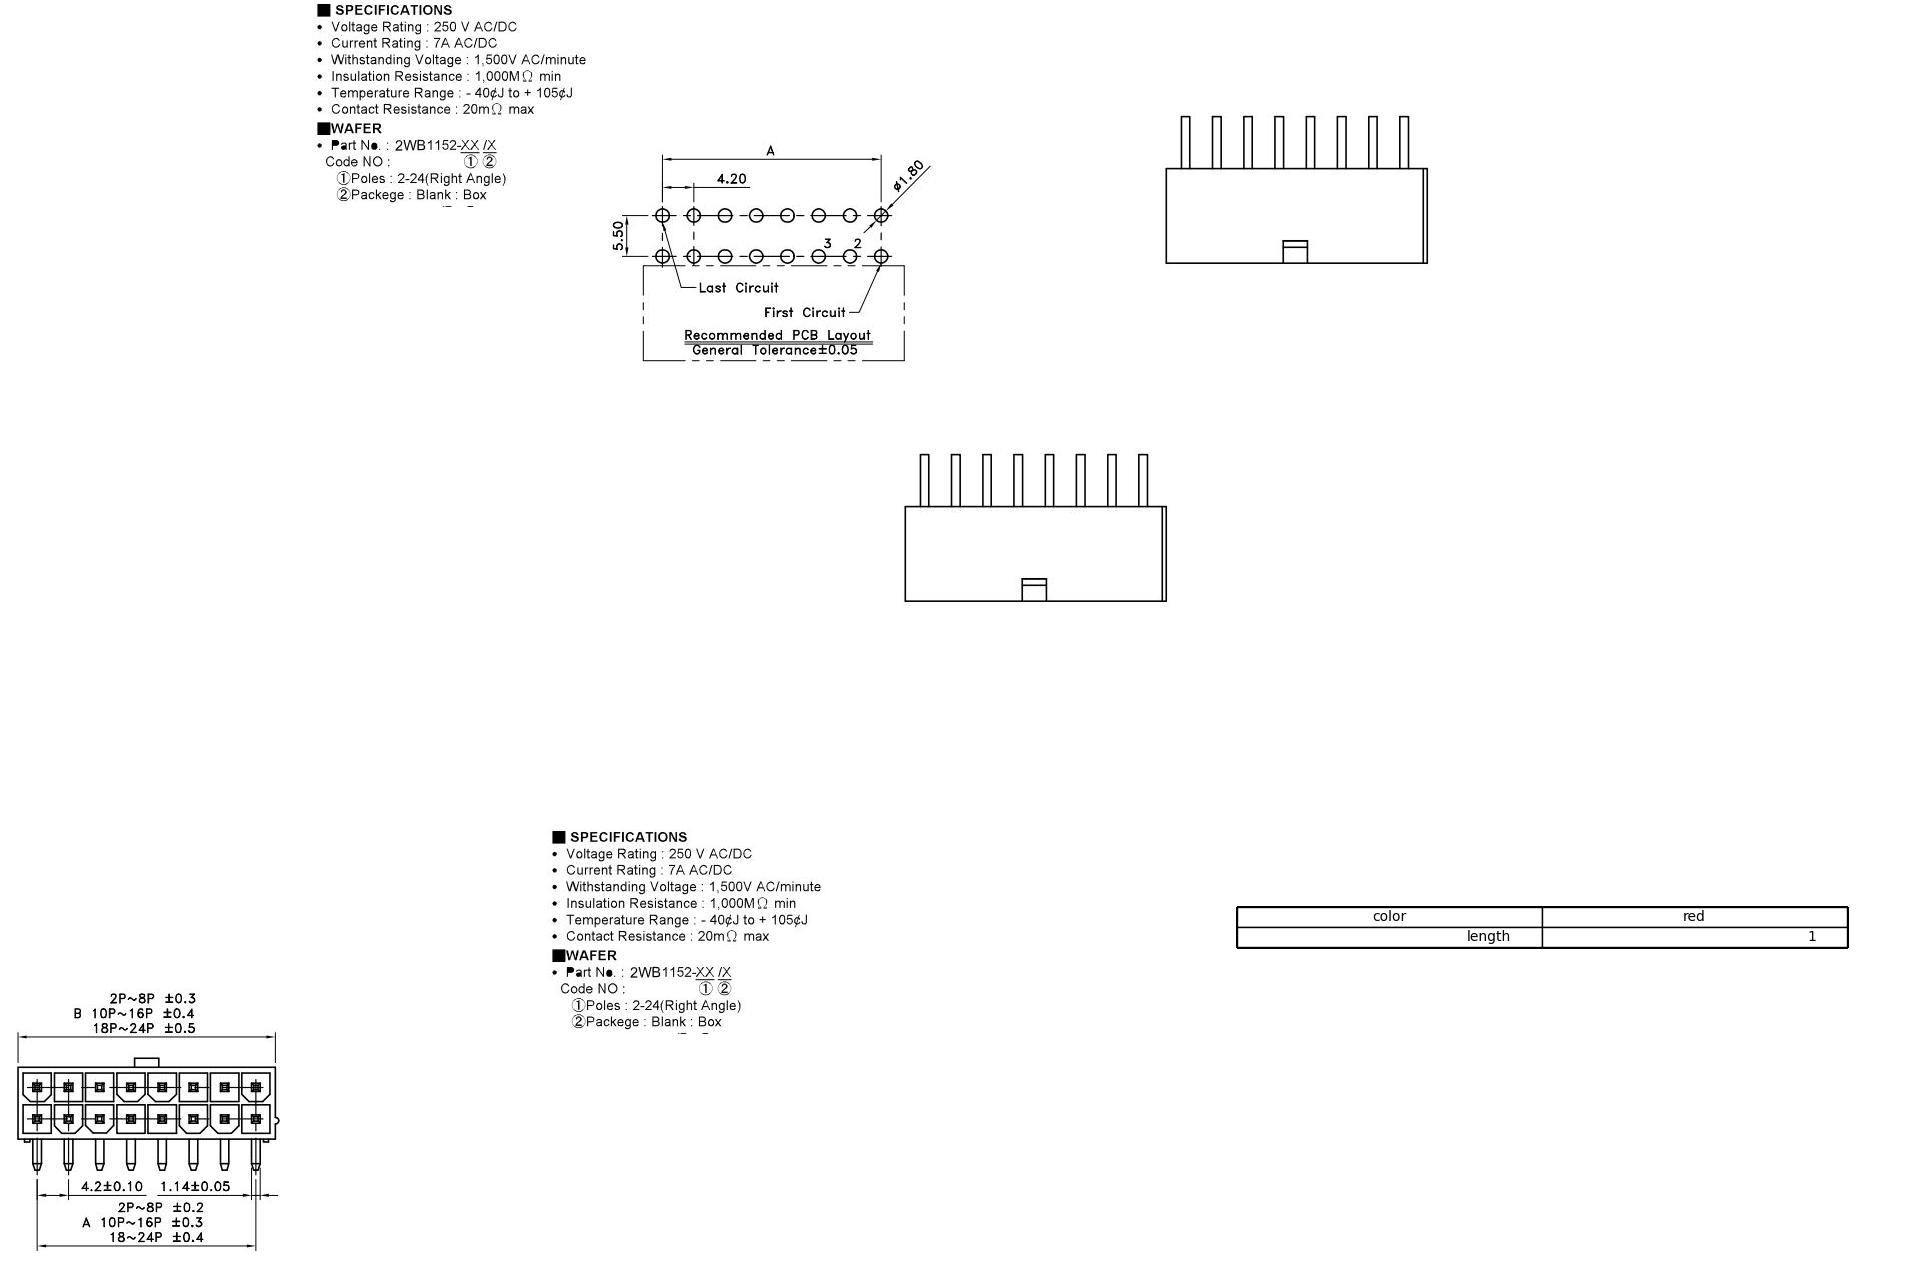 ■ SPECIFICATIONS
• Voltage Rating : 250 V AC/DC
• Current Rating : 7A AC/DC
• Withstanding Voltage : 1,500V AC/minute
• Insulation Resistance : 1,000MΩ min
• Temperature Range : - 40¢J to + 105¢J
• Contact Resistance : 20mΩ max
■WAFER
• Part No. : 2WB1152-XX /X
Code NO : ① ②
①Poles : 2-24(Right Angle)
②Packege : Blank : Box
A
4.20
ø1.80
5.50
3 2
Last Circuit
First Circuit
Recommended PCB Layout
General Tolerance±0.05
■ SPECIFICATIONS
• Voltage Rating : 250 V AC/DC
• Current Rating : 7A AC/DC
• Withstanding Voltage : 1,500V AC/minute
• Insulation Resistance : 1,000MΩ min
• Temperature Range : - 40¢J to + 105¢J
• Contact Resistance : 20mΩ max
■WAFER
• Part No. : 2WB1152-XX /X
Code NO : ① ②
①Poles : 2-24(Right Angle)
②Packege : Blank : Box
color red
length 1
2P~8P ±0.3
B 10P~16P ±0.4
18P~24P ±0.5
4.2±0.10 1.14±0.05
2P~8P ±0.2
A 10P~16P ±0.3
18~24P ±0.4